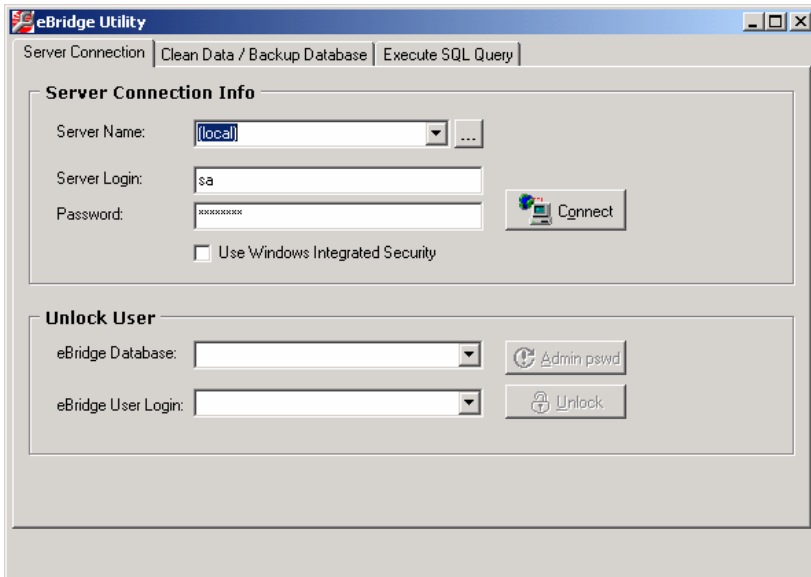 eBridge Utility
Server Connection Clean Data / Backup Database Execute SQL Query
Server Connection Info
Server Name: (local) ...
Server Login: sa
Password: ********
Connect
Use Windows Integrated Security
Unlock User
eBridge Database: Admin pswd
eBridge User Login: Unlock